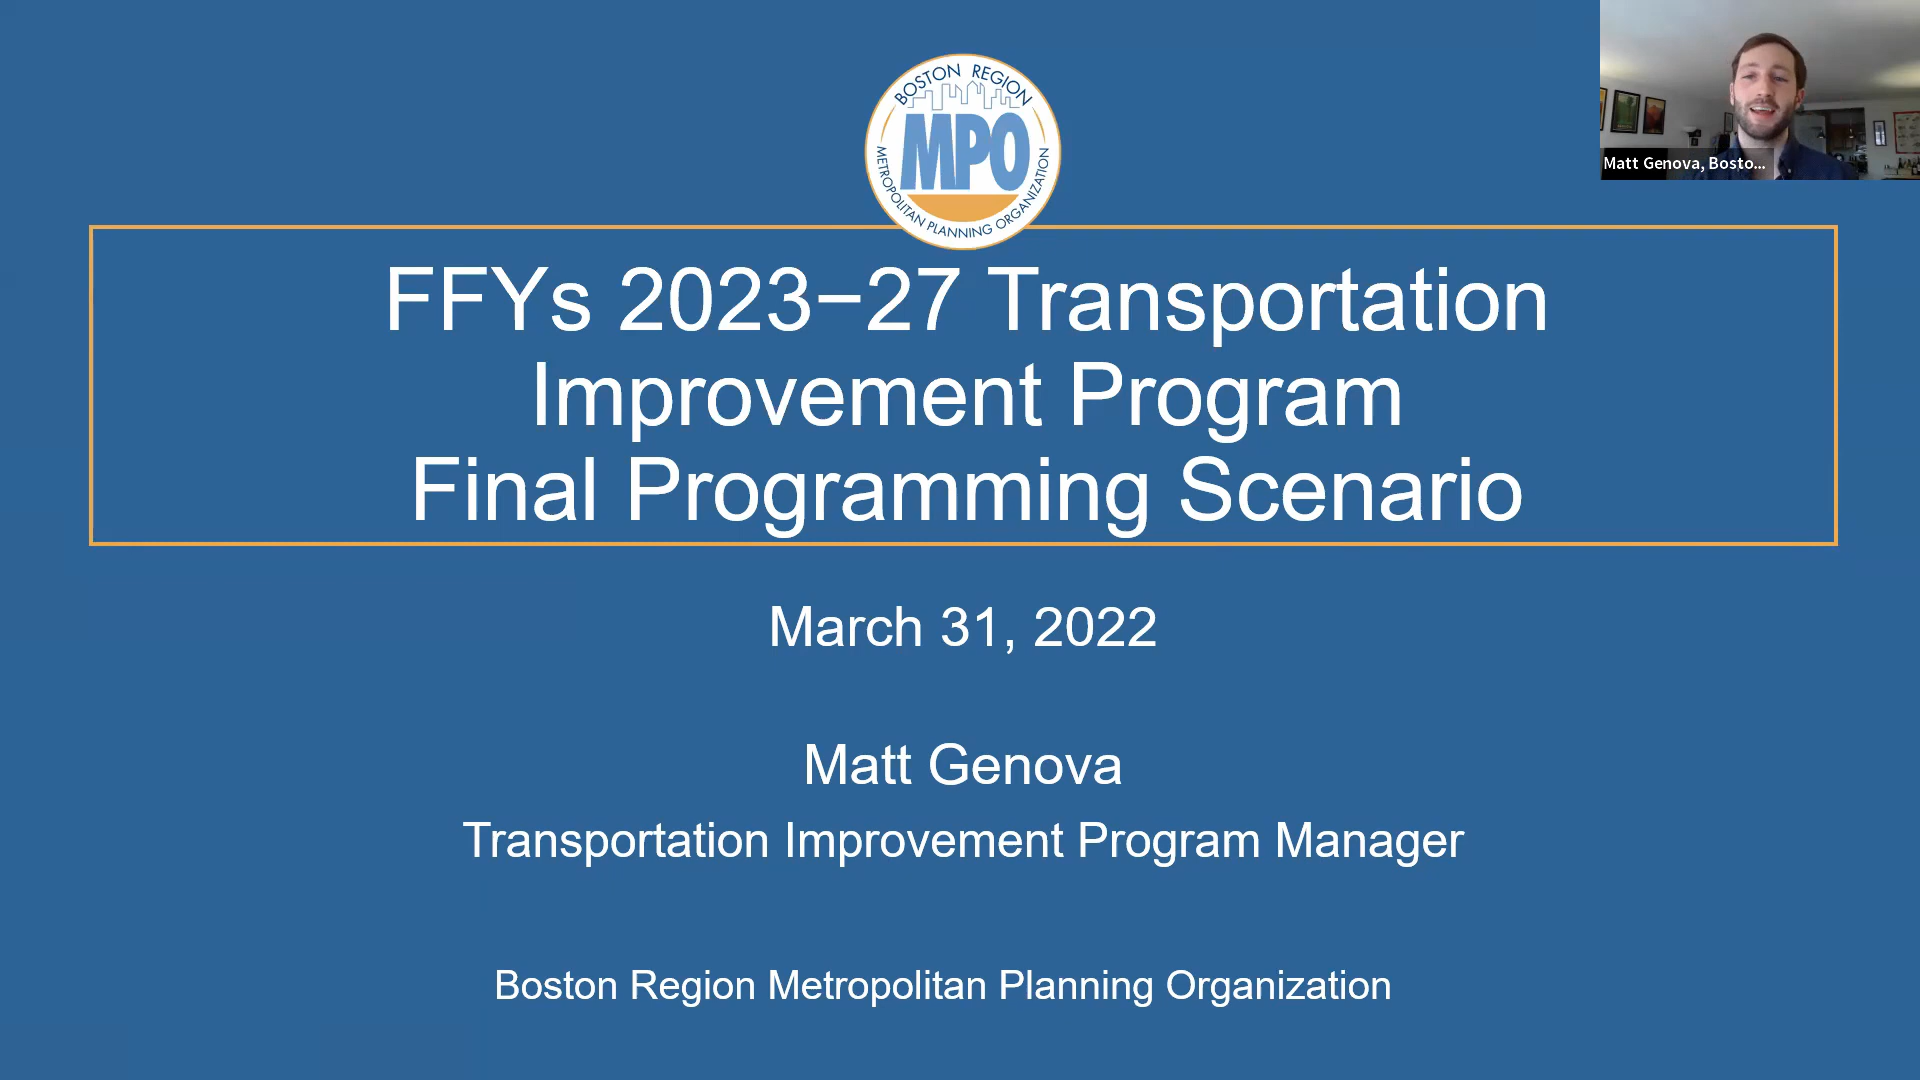 BOSTON REGION
MPO
METROPOLITAN PLANNING ORGANIZATION
Matt Genova, Bosto...
FFYs 2023−27 Transportation
Improvement Program
Final Programming Scenario
March 31, 2022
Matt Genova
Transportation Improvement Program Manager
Boston Region Metropolitan Planning Organization